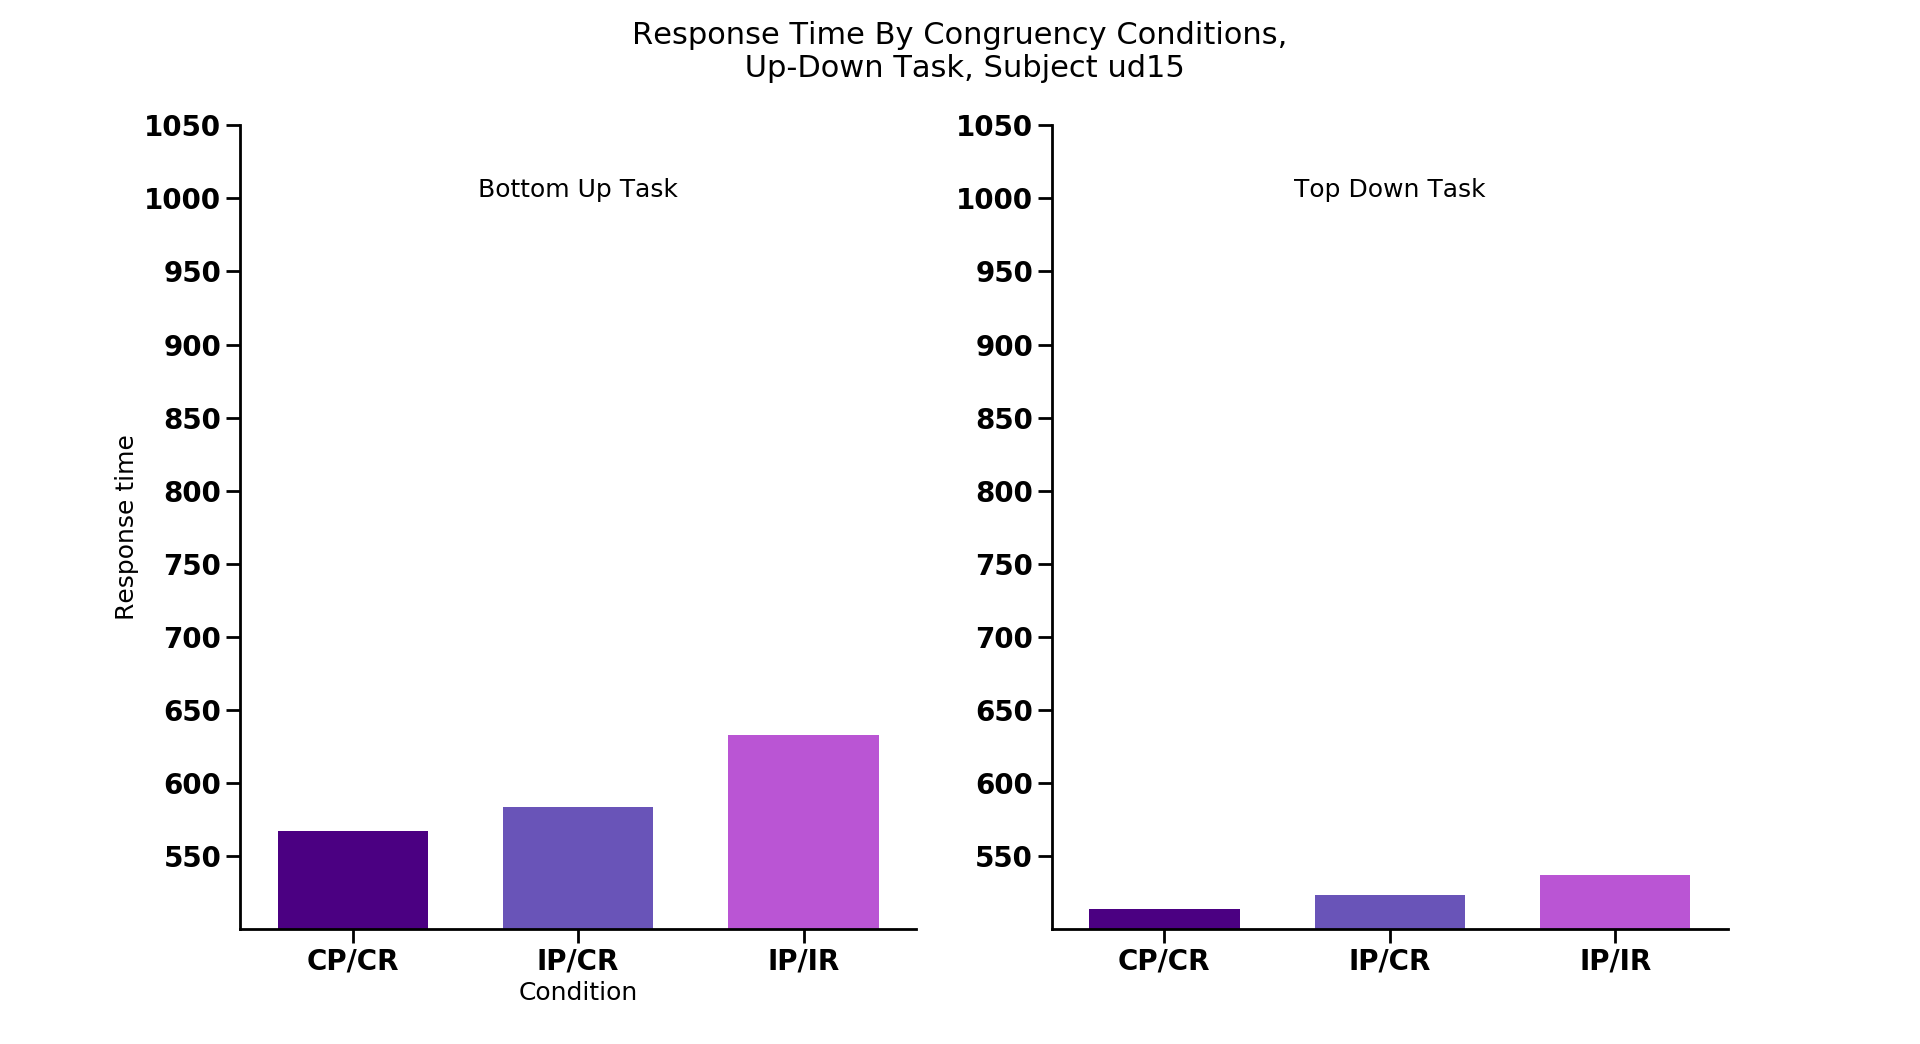 Response Time By Congruency Conditions,
Up-Down Task, Subject ud15
Bottom Up Task
1050
1000
950
900
850
800
750
700
650
600
550
Response time
CP/CR
IP/CR
IP/IR
Condition
Top Down Task
1050
1000
950
900
850
800
750
700
650
600
550
CP/CR
IP/CR
IP/IR